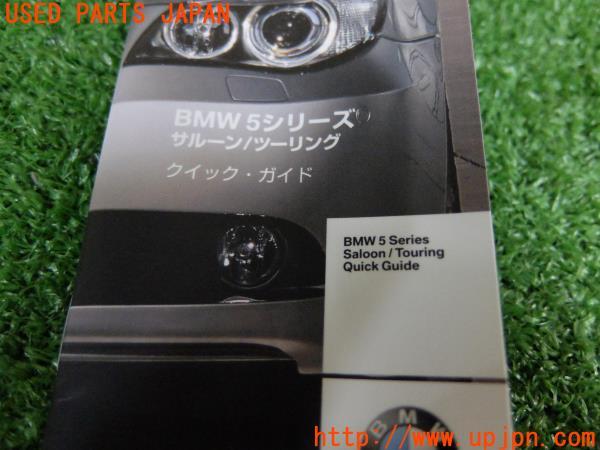 USED PARTS JAPAN
BMW 5シリーズ
サルーン/ツーリング
クイック・ガイド
BMW 5 Series
Saloon / Touring
Quick Guide
BMW
http://www.upjpn.com